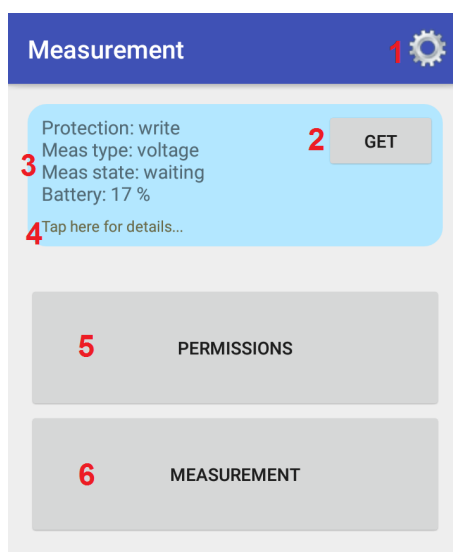 Measurement 1
Protection: write
2 GET
Meas type: voltage
3 Meas state: waiting
Battery: 17 %
4 Tap here for details...
5 PERMISSIONS
6 MEASUREMENT